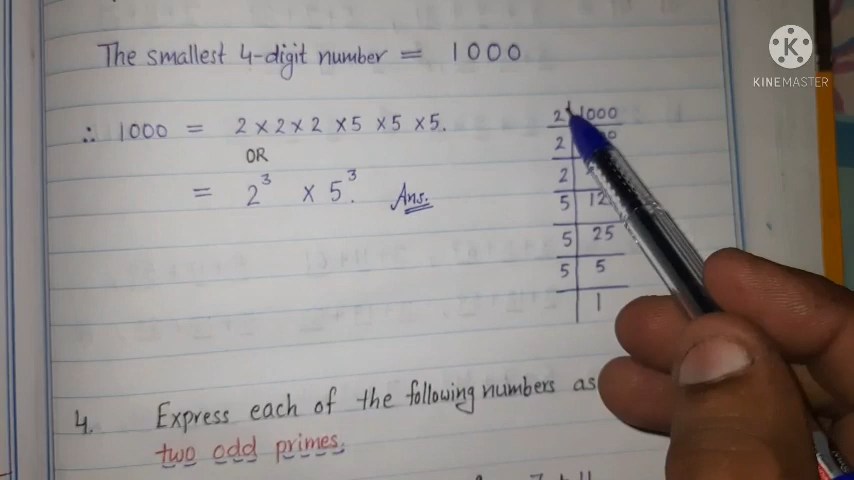 The smallest 4-digit number = 1000
∴ 1000 = 2 × 2 × 2 × 5 × 5 × 5.
OR
= 2³ × 5³. Ans.
2 1000
2
2
5
5 25
5 5
1
4. Express each of the following numbers as
two odd primes.
K
KINEMASTER